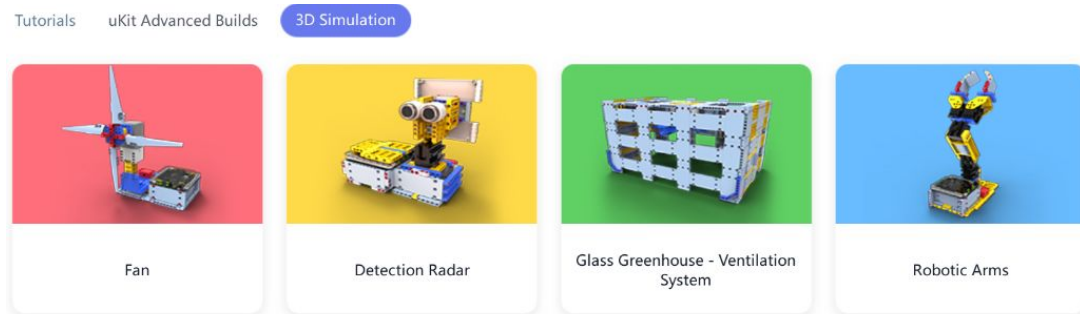 Tutorials uKit Advanced Builds 3D Simulation
Fan
Detection Radar
Glass Greenhouse - Ventilation
System
Robotic Arms